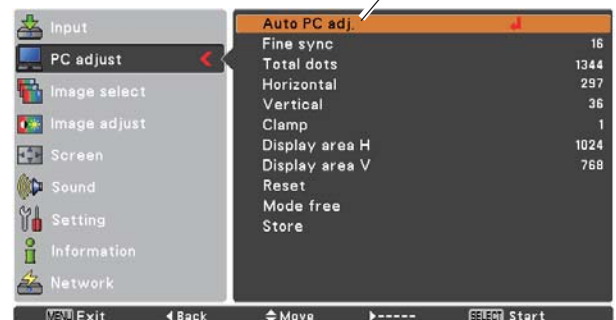 Input
PC adjust
Image select
Image adjust
Screen
Sound
Setting
Information
Network
Auto PC adj.
Fine sync 16
Total dots 1344
Horizontal 297
Vertical 36
Clamp 1
Display area H 1024
Display area V 768
Reset
Mode free
Store
MENU Exit ◀Back ◆Move ▶----- SELECT Start